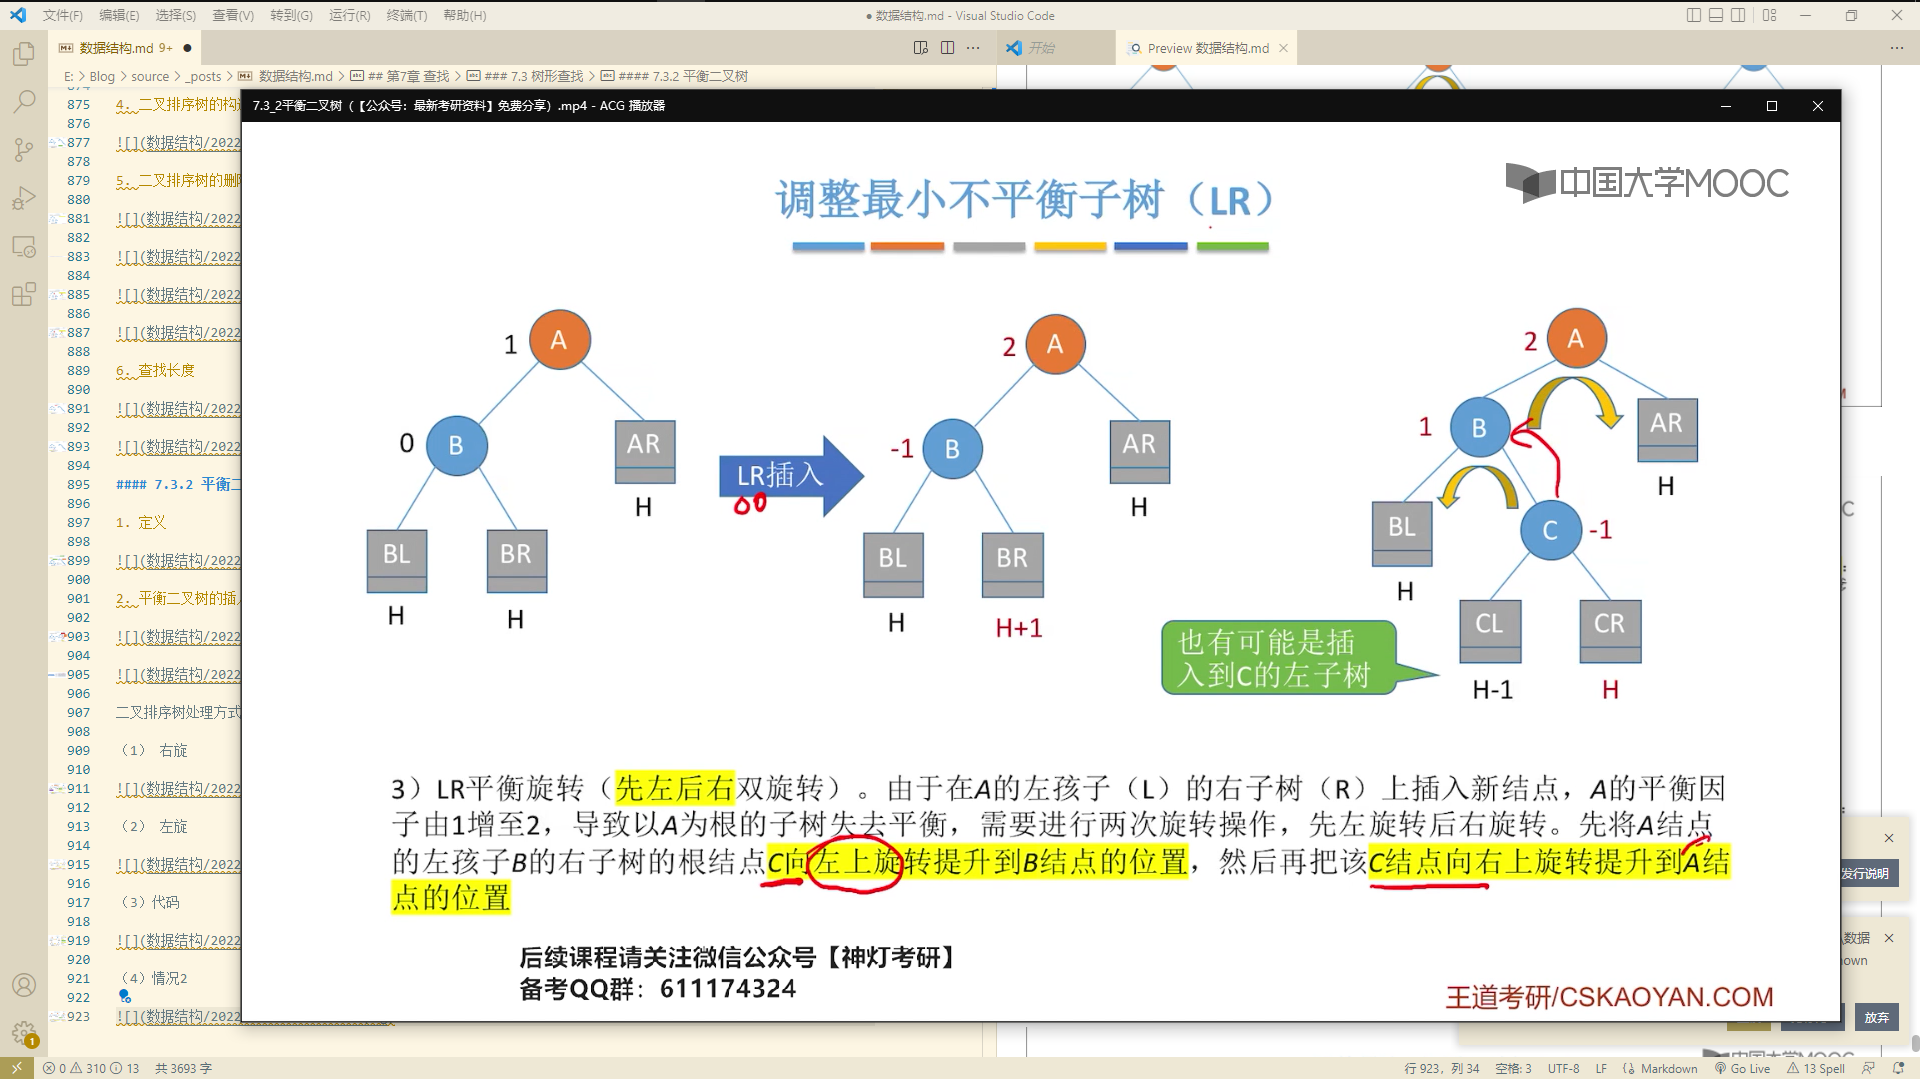 文件(F) 编辑(E) 选择(S) 查看(V) 转到(G) 运行(R) 终端(T) 帮助(H)
● 数据结构.md - Visual Studio Code
数据结构.md 9+ ●
开始
Preview 数据结构.md
E: > Blog > source > _posts > 数据结构.md > ## 第7章 查找 > ### 7.3 树形查找 > #### 7.3.2 平衡二叉树
875 4. 二叉排序树的构
876
877 ![](数据结构/2022
878
879 5. 二叉排序树的删
880
881 ![](数据结构/2022
882
883 ![](数据结构/2022
884
885 ![](数据结构/2022
886
887 ![](数据结构/2022
888
889 6. 查找长度
890
891 ![](数据结构/2022
892
893 ![](数据结构/2022
894
895 #### 7.3.2 平衡二
896
897 1. 定义
898
899 ![](数据结构/2022
900
901 2. 平衡二叉树的插
902
903 ![](数据结构/2022
904
905 ![](数据结构/2022
906
907 二叉排序树处理方式
908
909 （1） 右旋
910
911 ![](数据结构/2022
912
913 （2） 左旋
914
915 ![](数据结构/2022
916
917 （3）代码
918
919 ![](数据结构/2022
920
921 （4）情况2
922
923 ![](数据结构/2022
7.3_2平衡二叉树（【公众号：最新考研资料】免费分享）.mp4 - ACG 播放器
中国大学MOOC
调整最小不平衡子树（LR）
1 A
0 B
AR
H
BL
BR
H
H
LR插入
2 A
-1 B
AR
H
BL
BR
H
H+1
2 A
1 B
AR
H
BL
C -1
H
CL
CR
H-1
H
也有可能是插
入到C的左子树
3）LR平衡旋转（先左后右双旋转）。由于在A的左孩子（L）的右子树（R）上插入新结点，A的平衡因
子由1增至2，导致以A为根的子树失去平衡，需要进行两次旋转操作，先左旋转后右旋转。先将A结点
的左孩子B的右子树的根结点C向左上旋转提升到B结点的位置，然后再把该C结点向右上旋转提升到A结
点的位置
后续课程请关注微信公众号【神灯考研】
备考QQ群：611174324
王道考研/CSKAOYAN.COM
发行说明
数据
own
放弃
0 310 13 共 3693 字
行 923，列 34 空格: 3 UTF-8 LF Markdown Go Live 13 Spell